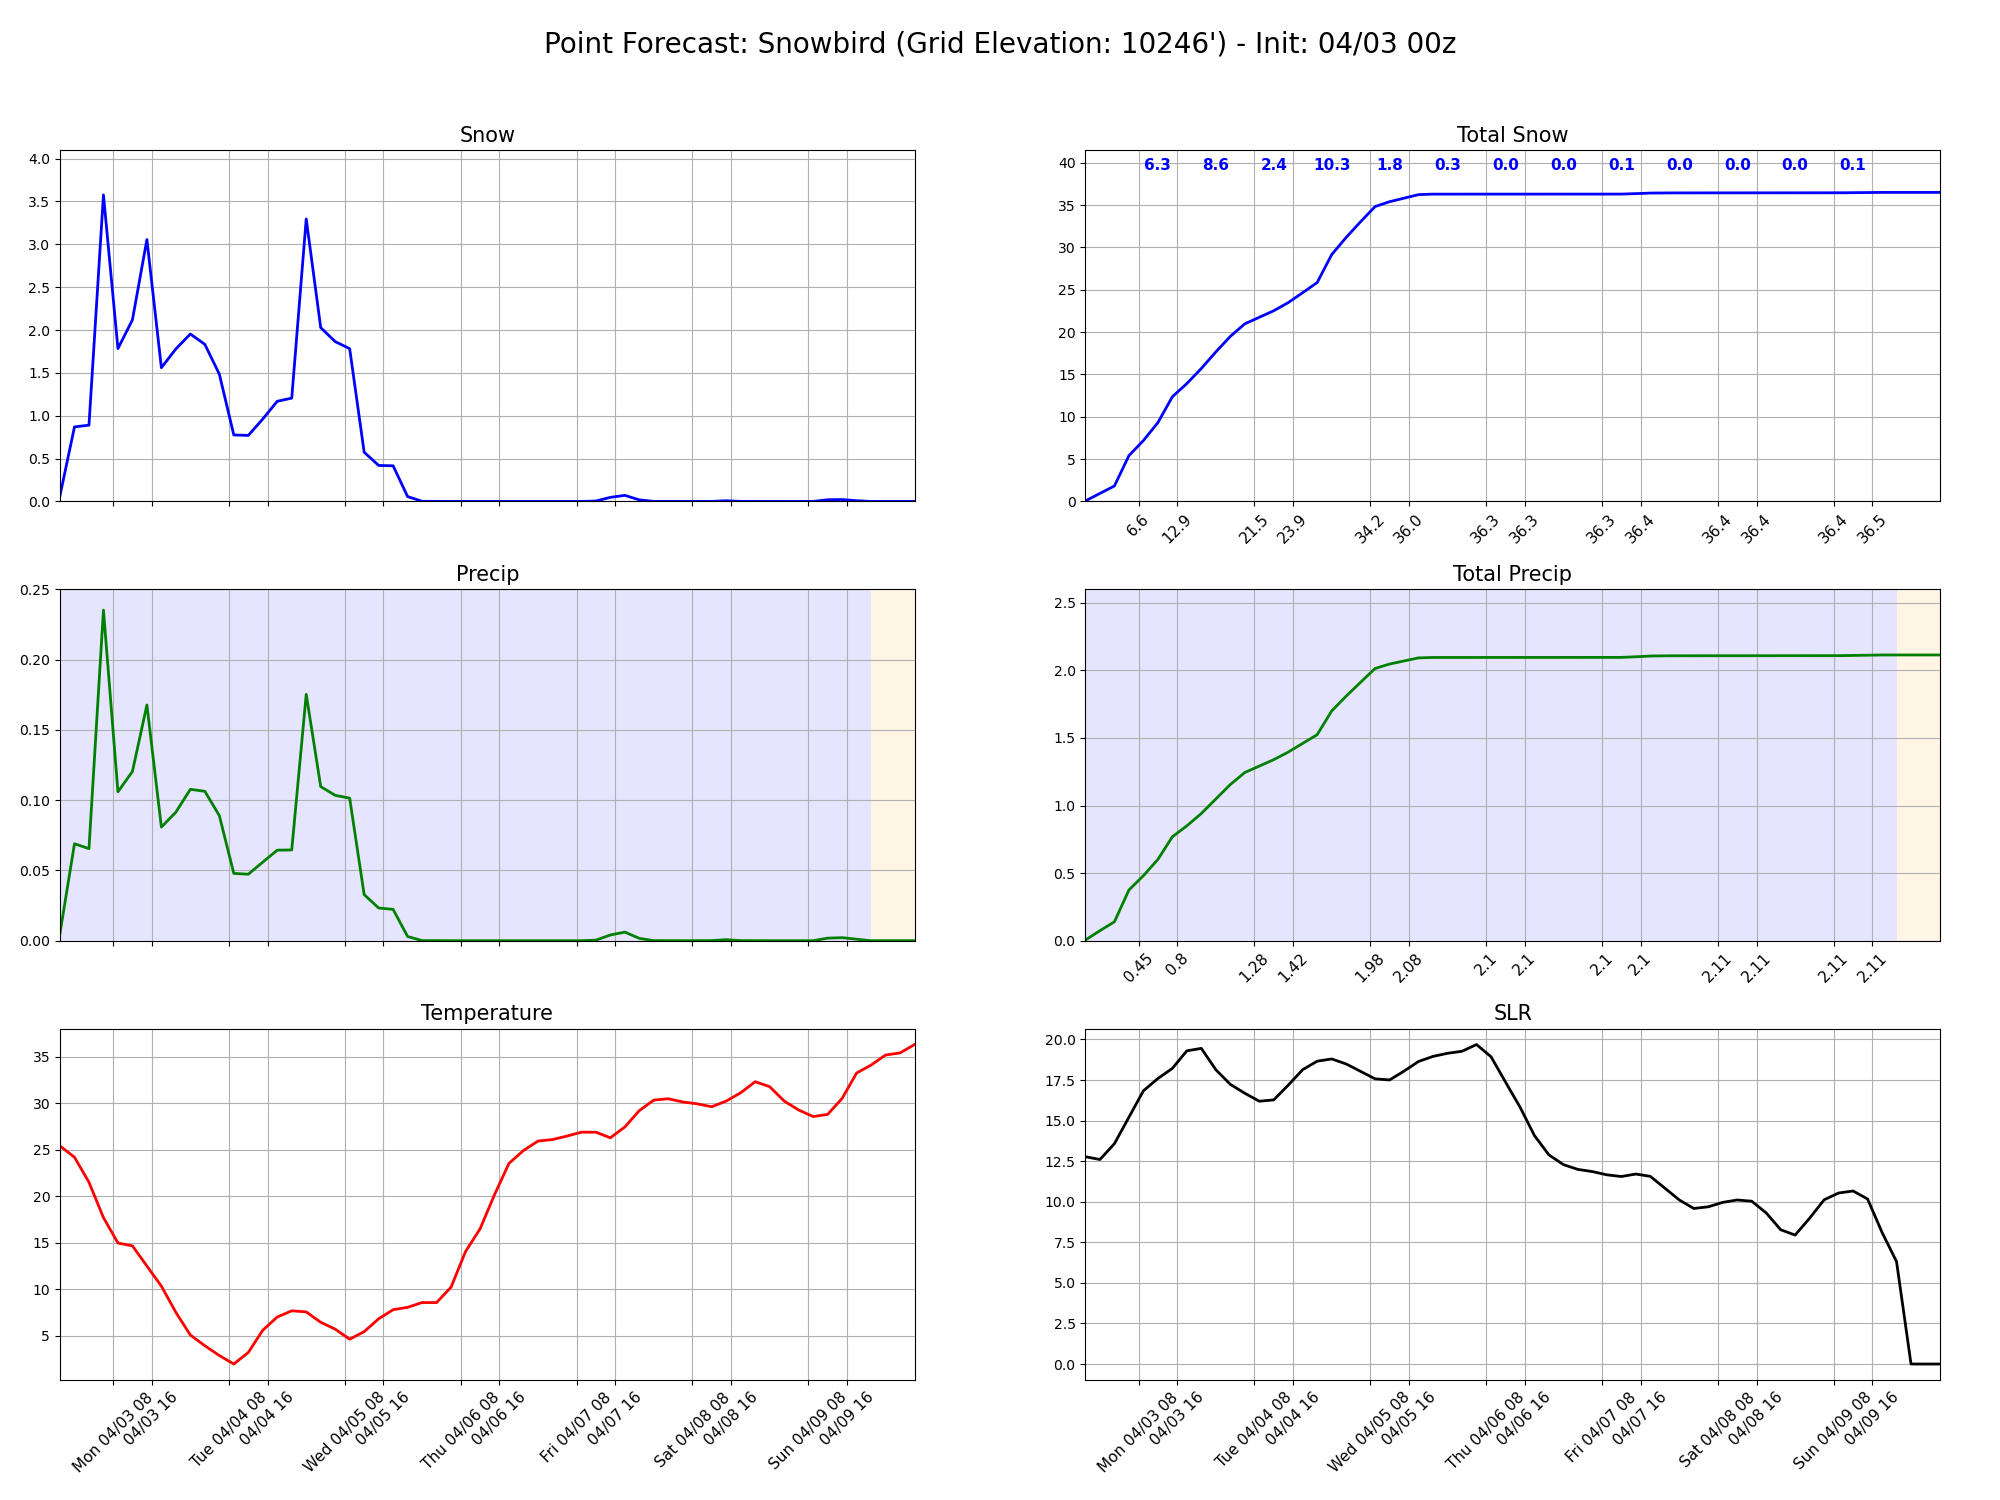 Point Forecast: Snowbird (Grid Elevation: 10246') - Init: 04/03 00z
Snow
4.0
3.5
3.0
2.5
2.0
1.5
1.0
0.5
0.0
Total Snow
6.3 8.6 2.4 10.3 1.8 0.3 0.0 0.0 0.1 0.0 0.0 0.0 0.1
40
35
30
25
20
15
10
5
0
6.6 12.9 21.5 23.9 34.2 36.0 36.3 36.3 36.3 36.4 36.4 36.4 36.4 36.5
Precip
0.25
0.20
0.15
0.10
0.05
0.00
Total Precip
2.5
2.0
1.5
1.0
0.5
0.0
0.45 0.8 1.28 1.42 1.98 2.08 2.1 2.1 2.1 2.1 2.11 2.11 2.11 2.11
Temperature
35
30
25
20
15
10
5
Mon 04/03 08
04/03 16
Tue 04/04 08
04/04 16
Wed 04/05 08
04/05 16
Thu 04/06 08
04/06 16
Fri 04/07 08
04/07 16
Sat 04/08 08
04/08 16
Sun 04/09 08
04/09 16
SLR
20.0
17.5
15.0
12.5
10.0
7.5
5.0
2.5
0.0
Mon 04/03 08
04/03 16
Tue 04/04 08
04/04 16
Wed 04/05 08
04/05 16
Thu 04/06 08
04/06 16
Fri 04/07 08
04/07 16
Sat 04/08 08
04/08 16
Sun 04/09 08
04/09 16